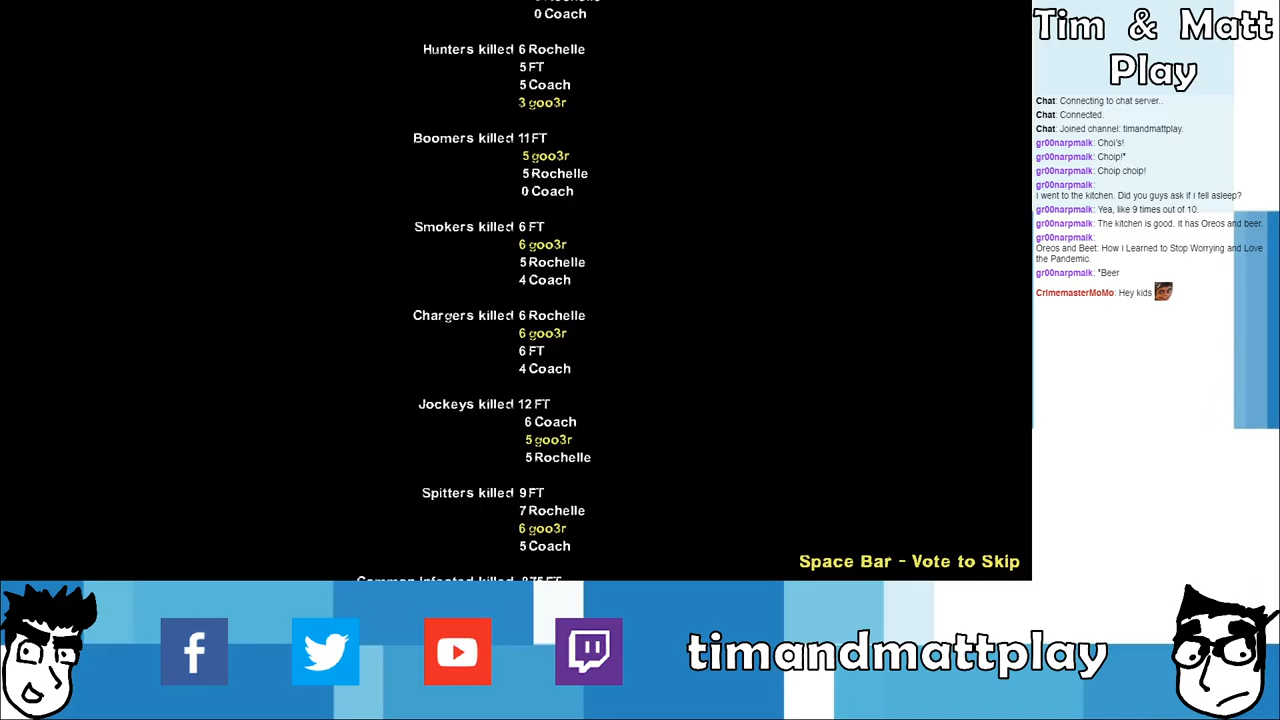 0 Coach
Hunters killed 6 Rochelle
5 FT
5 Coach
3 goo3r
Boomers killed 11 FT
5 goo3r
5 Rochelle
0 Coach
Smokers killed 6 FT
6 goo3r
5 Rochelle
4 Coach
Chargers killed 6 Rochelle
6 goo3r
6 FT
4 Coach
Jockeys killed 12 FT
6 Coach
5 goo3r
5 Rochelle
Spitters killed 9 FT
7 Rochelle
6 goo3r
5 Coach
Common Infected killed 875 FT
Space Bar - Vote to Skip
Tim & Matt
Play
Chat: Connecting to chat server..
Chat: Connected.
Chat: Joined channel: timandmattplay.
gr00narpmalk: Choi's!
gr00narpmalk: Choip!*
gr00narpmalk: Choip choip!
gr00narpmalk:
I went to the kitchen. Did you guys ask if I fell asleep?
gr00narpmalk: Yea, like 9 times out of 10.
gr00narpmalk: The kitchen is good. it has Oreos and beer.
gr00narpmalk:
Oreos and Beet: How I Learned to Stop Worrying and Love
the Pandemic.
gr00narpmalk: *Beer
CrimemasterMoMo: Hey kids
timandmattplay